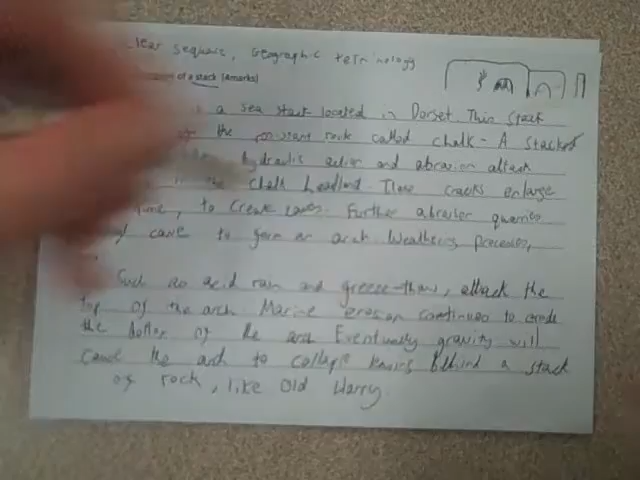 lear sequence, Geographic terminology
of a stack (4marks)
is a sea stack located in Dorset. This stack
the resistant rock called chalk - A stacks
hydraulic action and abrasion attack
the chalk headland. These cracks enlarge
time, to create caves. Further abrasion
cave to form an arch. Weathering processes,
Such as acid rain and freeze-thaw, attack the
top of the arch. Marine erosion continues to erode
the bottom of the arch. Eventually gravity will
cause the arch to collapse leaving behind a stack
of rock, like Old Harry.